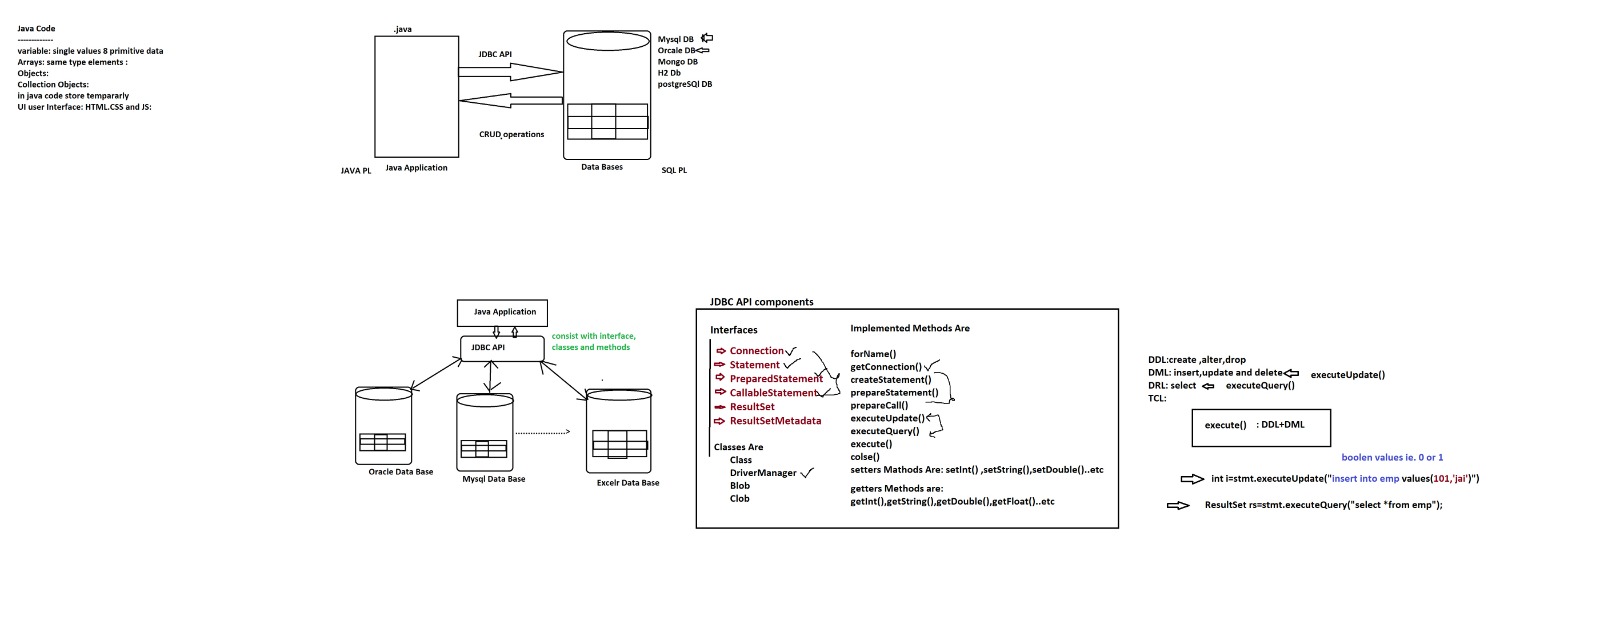 Java Code
-------------
variable: single values 8 primitive data
Arrays: same type elements :
Objects:
Collection Objects:
in java code store tempararly
UI user Interface: HTML.CSS and JS:
.java
JDBC API
CRUD operations
JAVA PL
Java Application
Data Bases
SQL PL
Mysql DB
Orcale DB
Mongo DB
H2 Db
postgreSQl DB
Java Application
JDBC API
consist with interface,
classes and methods
Oracle Data Base
Mysql Data Base
Excelr Data Base
JDBC API components
Interfaces
Connection
Statement
PreparedStatement
CallableStatement
ResultSet
ResultSetMetadata
Classes Are
Class
DriverManager
Blob
Clob
Implemented Methods Are
forName()
getConnection()
createStatement()
prepareStatement()
prepareCall()
executeUpdate()
executeQuery()
execute()
colse()
setters Mathods Are: setInt() ,setString(),setDouble()..etc
getters Methods are:
getInt(),getString(),getDouble(),getFloat()..etc
DDL:create ,alter,drop
DML: insert,update and delete executeUpdate()
DRL: select executeQuery()
TCL:
execute() : DDL+DML
boolen values ie. 0 or 1
int i=stmt.executeUpdate("insert into emp values(101,'jai')")
ResultSet rs=stmt.executeQuery("select *from emp");